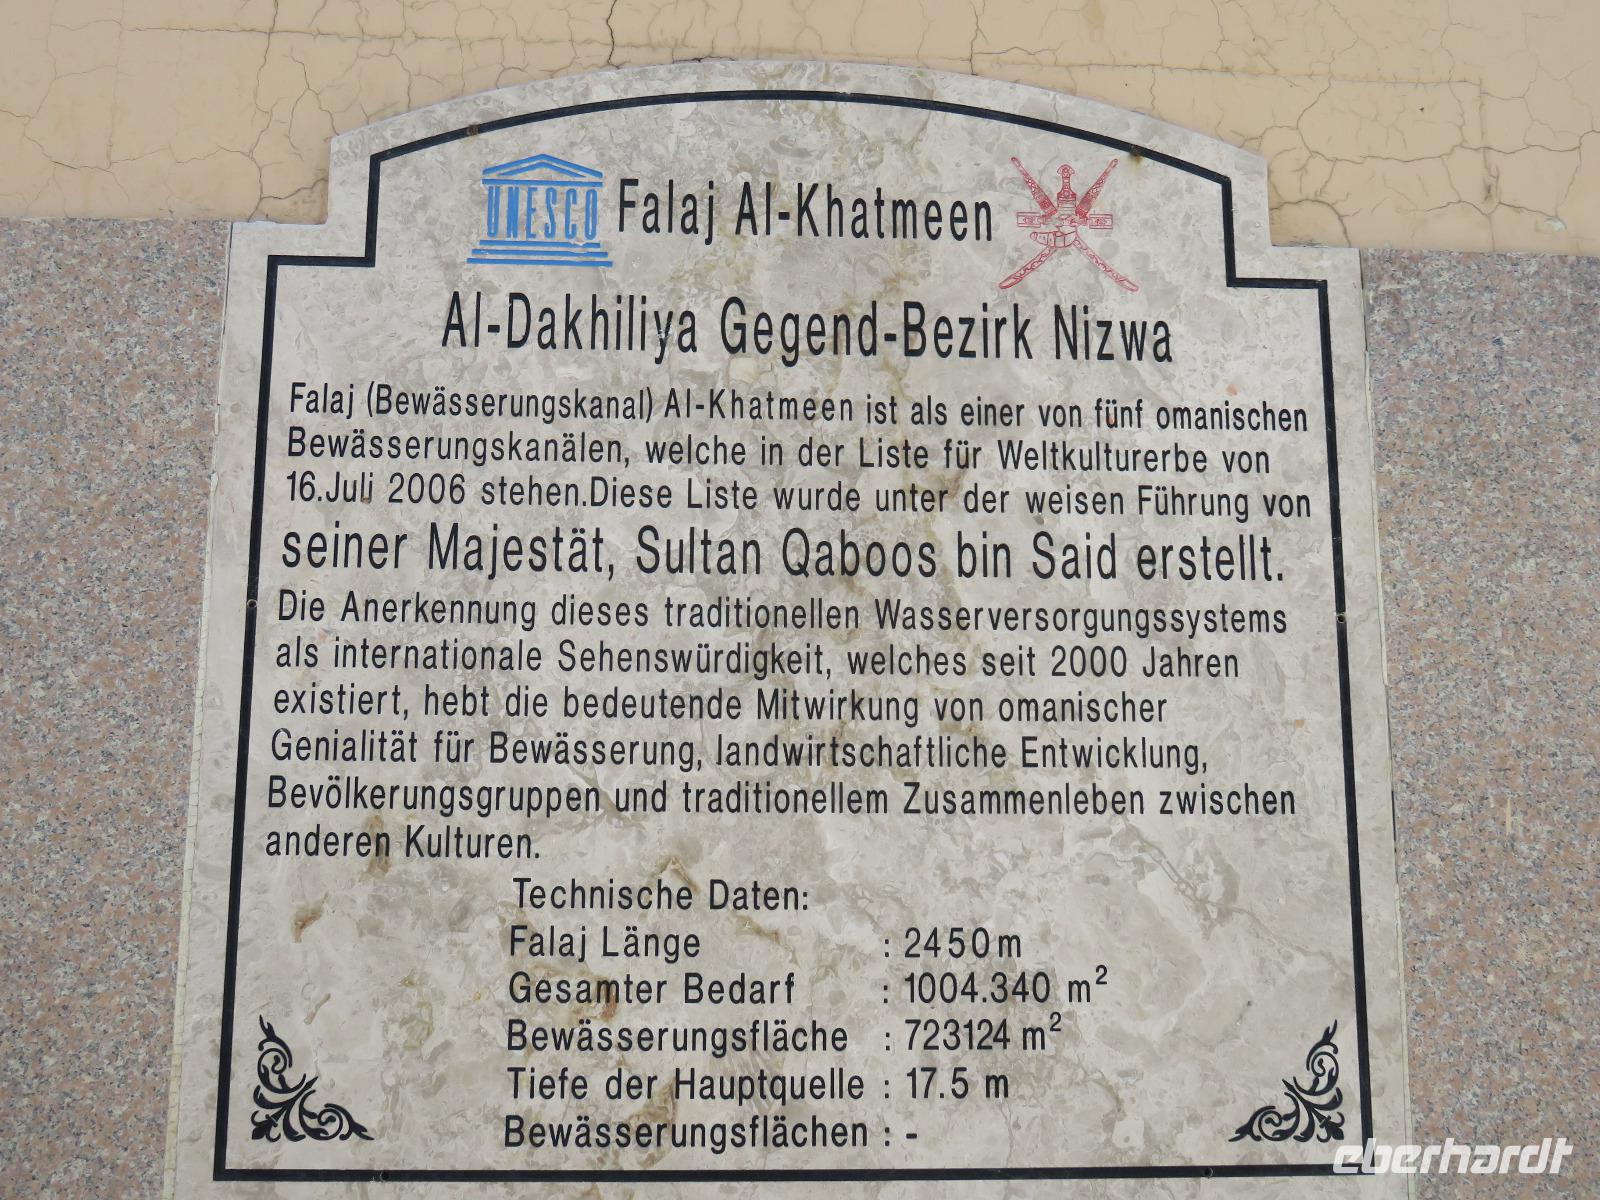 UNESCO
Falaj Al-Khatmeen
Al-Dakhiliya Gegend-Bezirk Nizwa
Falaj (Bewässerungskanal) Al-Khatmeen ist als einer von fünf omanischen
Bewässerungskanälen, welche in der Liste für Weltkulturerbe von
16.Juli 2006 stehen.Diese Liste wurde unter der weisen Führung von
seiner Majestät, Sultan Qaboos bin Said erstellt.
Die Anerkennung dieses traditionellen Wasserversorgungssystems
als internationale Sehenswürdigkeit, welches seit 2000 Jahren
existiert, hebt die bedeutende Mitwirkung von omanischer
Genialität für Bewässerung, landwirtschaftliche Entwicklung,
Bevölkerungsgruppen und traditionellem Zusammenleben zwischen
anderen Kulturen.
Technische Daten:
Falaj Länge : 2450m
Gesamter Bedarf : 1004.340 m²
Bewässerungsfläche : 723124 m²
Tiefe der Hauptquelle : 17.5 m
Bewässerungsflächen : -
eberhardt